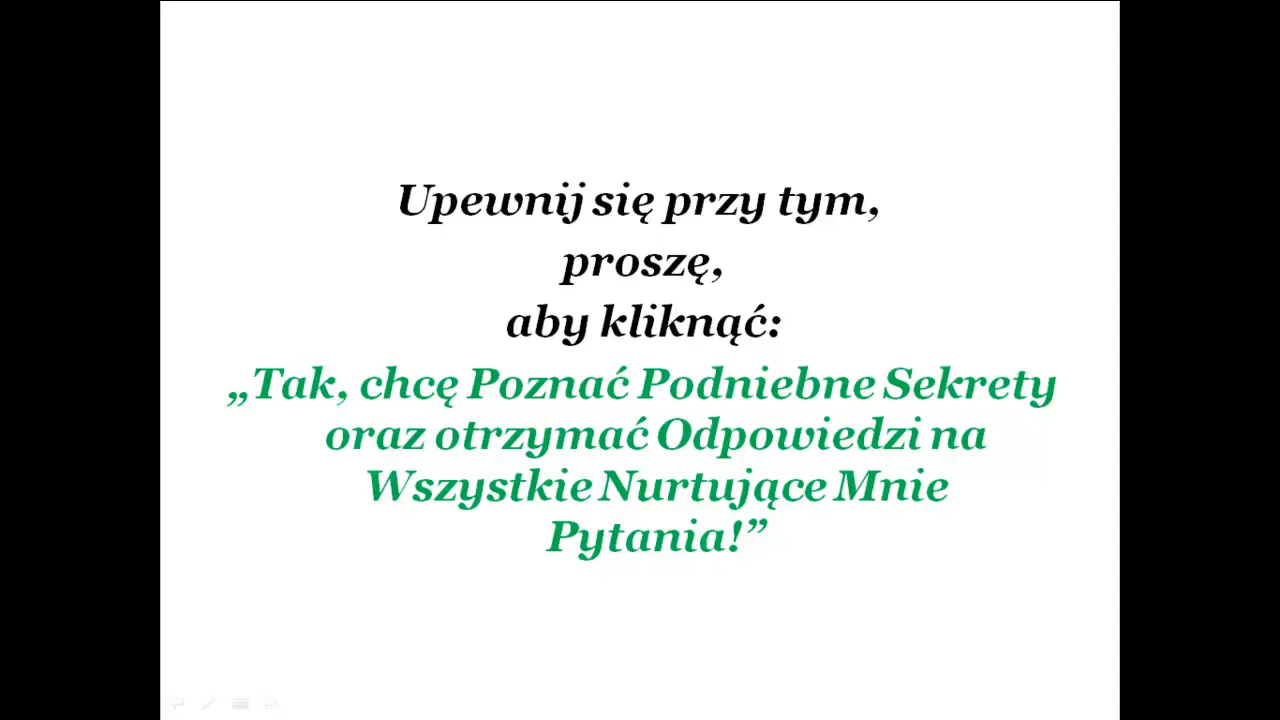 Upewnij się przy tym,
proszę,
aby kliknąć:
„Tak, chcę Poznać Podniebne Sekrety
oraz otrzymać Odpowiedzi na
Wszystkie Nurtujące Mnie
Pytania!”